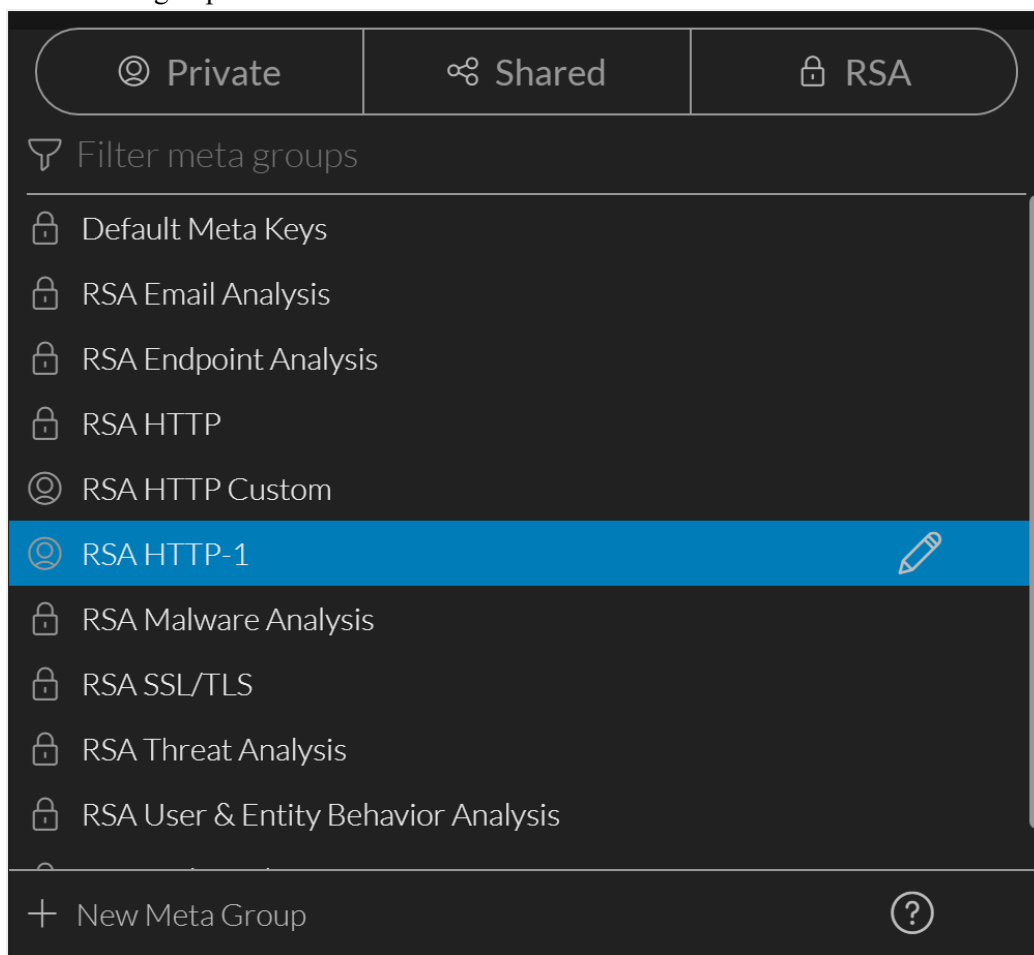 Private Shared RSA
Filter meta groups
Default Meta Keys
RSA Email Analysis
RSA Endpoint Analysis
RSA HTTP
RSA HTTP Custom
RSA HTTP-1
RSA Malware Analysis
RSA SSL/TLS
RSA Threat Analysis
RSA User & Entity Behavior Analysis
+ New Meta Group ?